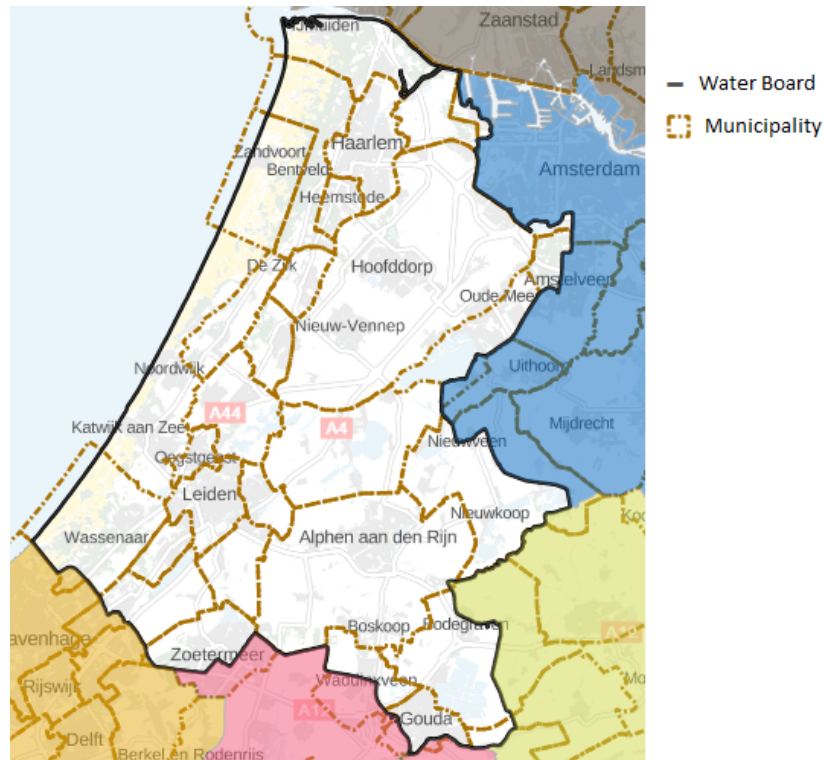 IJmuiden
Zaanstad
Landsm
Water Board
Municipality
Haarlem
Zandvoort
Bentveld
Amsterdam
Heemstede
De Zilk
Hoofddorp
Amstelveen
Oude Meer
Nieuw-Vennep
Noordwijk
Uithoorn
A44
A4
Mijdrecht
Katwijk aan Zee
Nieuwveen
Oegstgeest
Leiden
Nieuwkoop
Wassenaar
Alphen aan den Rijn
Boskoop
Bodegraven
avenhage
Zoetermeer
Waddinxveen
Rijswijk
A12
Gouda
Delft
Berkel en Rodenrijs